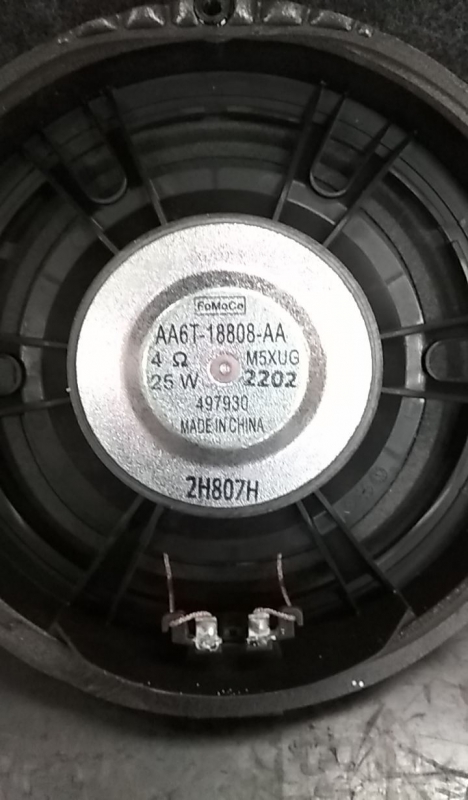 FoMoCo
AA6T-18808-AA
4 Ω M5XUG
25 W 2202
497930
MADE IN CHINA
2H807H